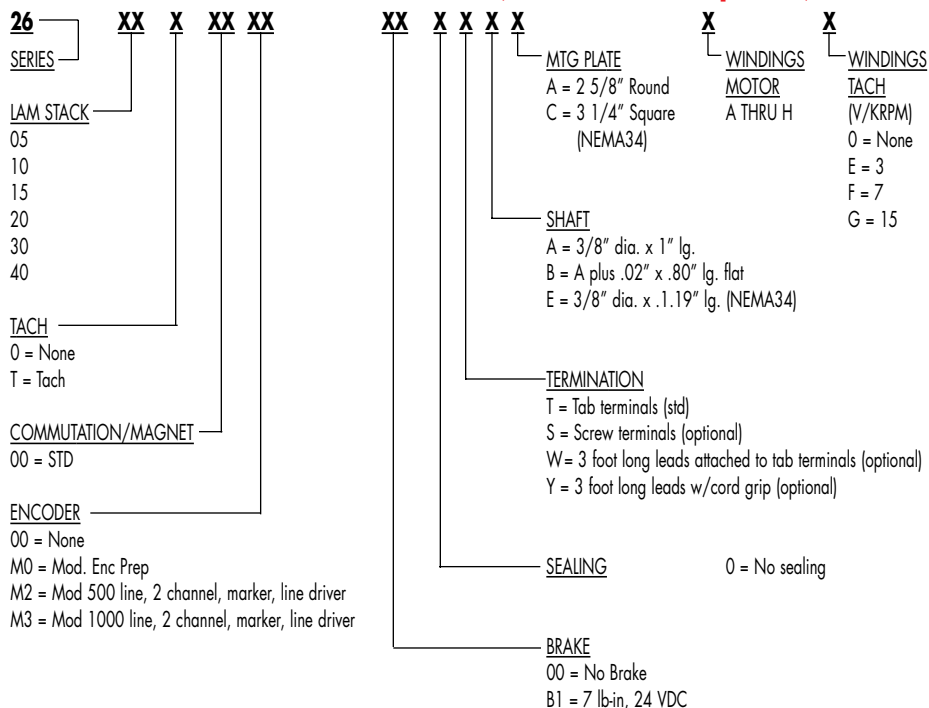 26 XX X XX XX XX X X X X X X
SERIES
LAM STACK
05
10
15
20
30
40
TACH
0 = None
T = Tach
COMMUTATION/MAGNET
00 = STD
ENCODER
00 = None
M0 = Mod. Enc Prep
M2 = Mod 500 line, 2 channel, marker, line driver
M3 = Mod 1000 line, 2 channel, marker, line driver
MTG PLATE
A = 2 5/8" Round
C = 3 1/4" Square
(NEMA34)
WINDINGS
MOTOR
A THRU H
WINDINGS
TACH
(V/KRPM)
0 = None
E = 3
F = 7
G = 15
SHAFT
A = 3/8" dia. x 1" lg.
B = A plus .02" x .80" lg. flat
E = 3/8" dia. x .1.19" lg. (NEMA34)
TERMINATION
T = Tab terminals (std)
S = Screw terminals (optional)
W= 3 foot long leads attached to tab terminals (optional)
Y = 3 foot long leads w/cord grip (optional)
SEALING 0 = No sealing
BRAKE
00 = No Brake
B1 = 7 lb-in, 24 VDC